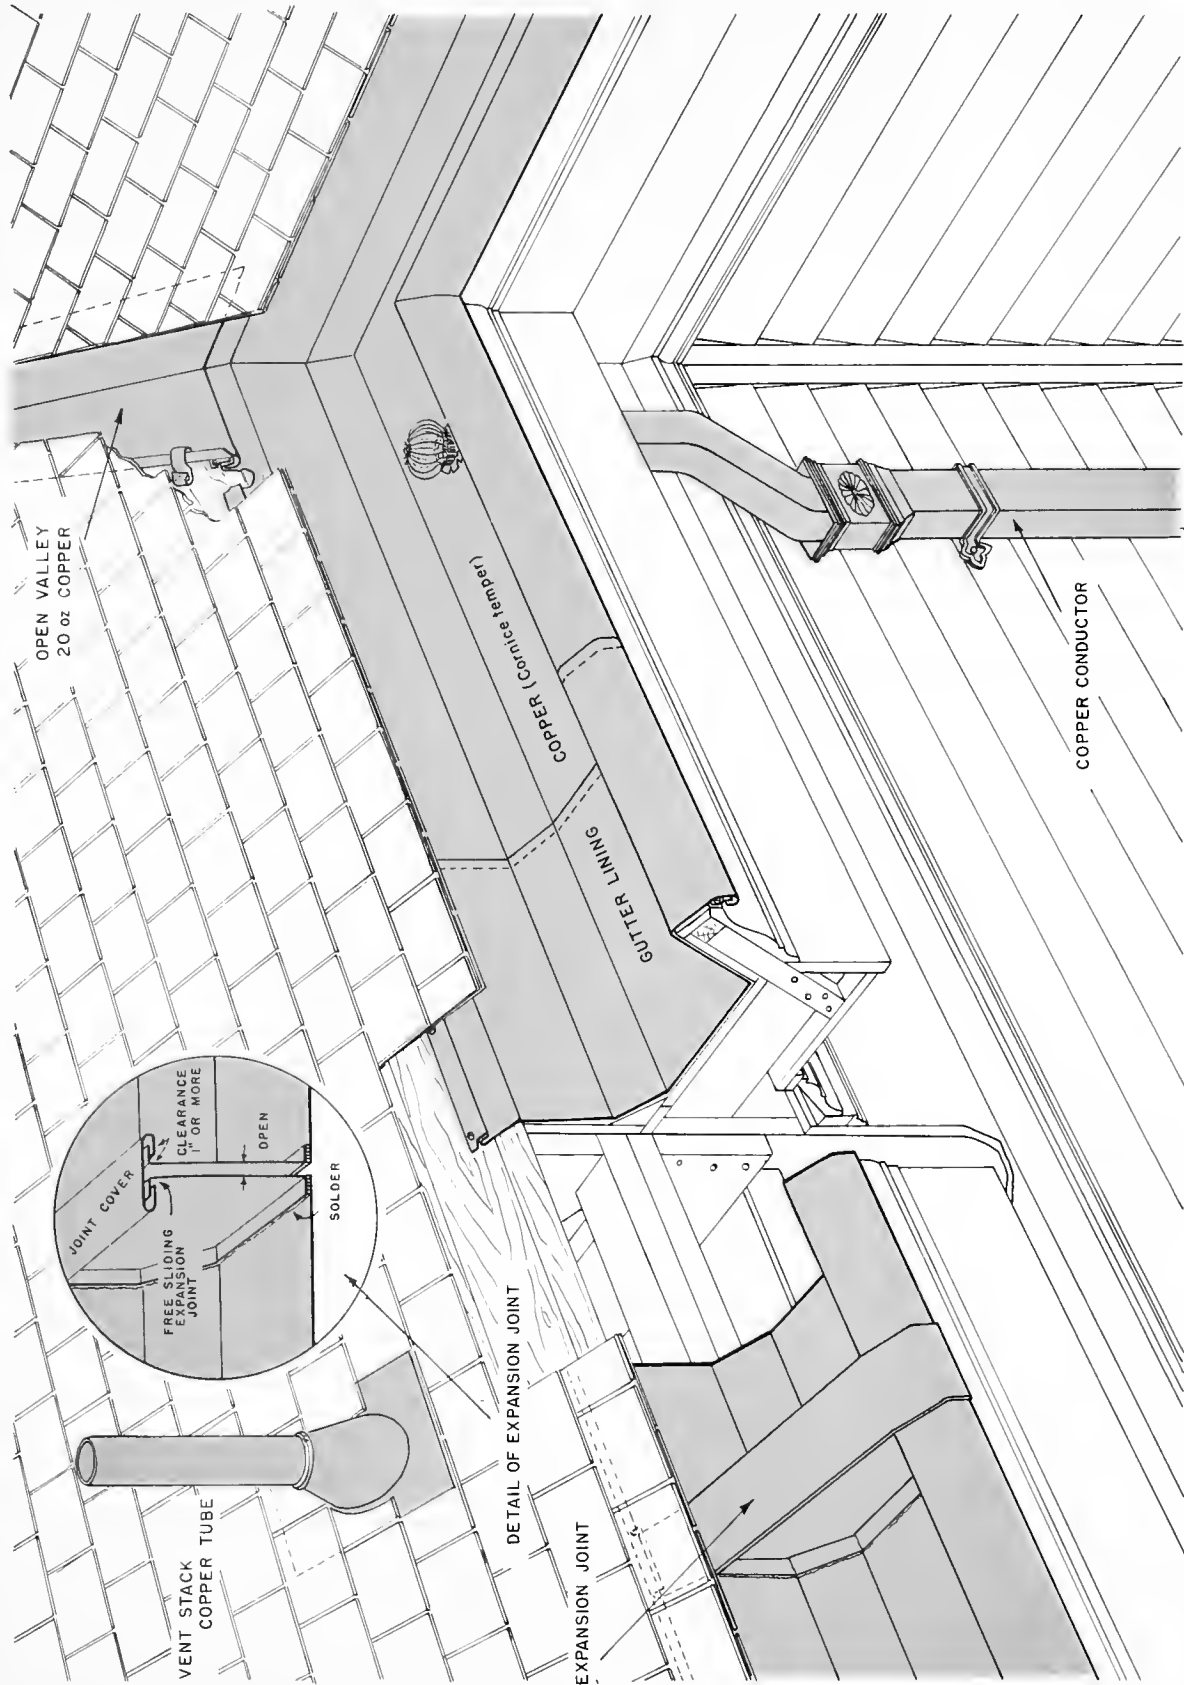 OPEN VALLEY
20 oz COPPER
JOINT COVER
CLEARANCE
1" OR MORE
FREE SLIDING
EXPANSION
JOINT
OPEN
SOLDER
VENT STACK
COPPER TUBE
COPPER (Cornice temper)
GUTTER LINING
COPPER CONDUCTOR
DETAIL OF EXPANSION JOINT
EXPANSION JOINT